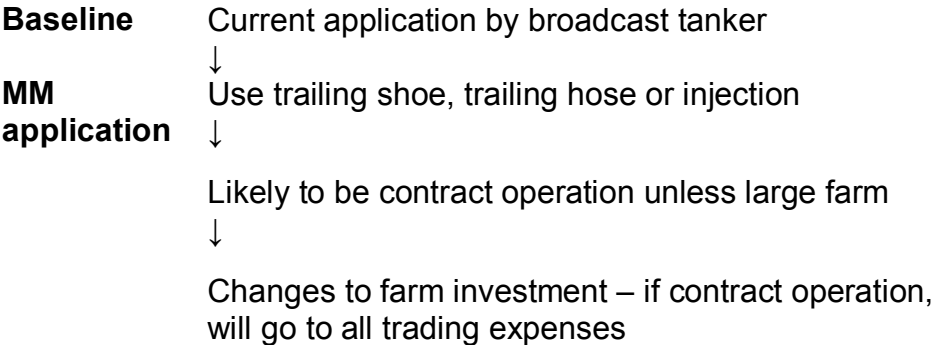 Baseline Current application by broadcast tanker
↓
MM Use trailing shoe, trailing hose or injection
application ↓
Likely to be contract operation unless large farm
↓
Changes to farm investment – if contract operation,
will go to all trading expenses